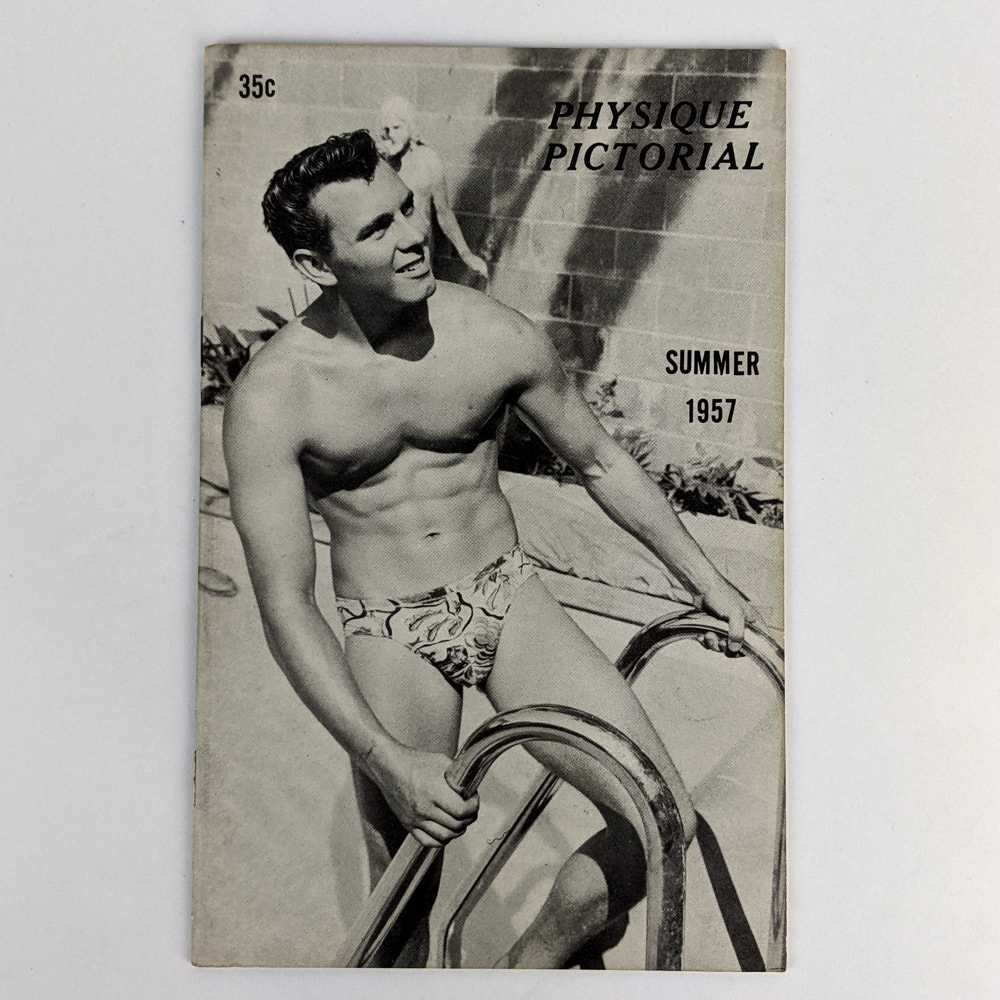 35c
PHYSIQUE
PICTORIAL
SUMMER
1957